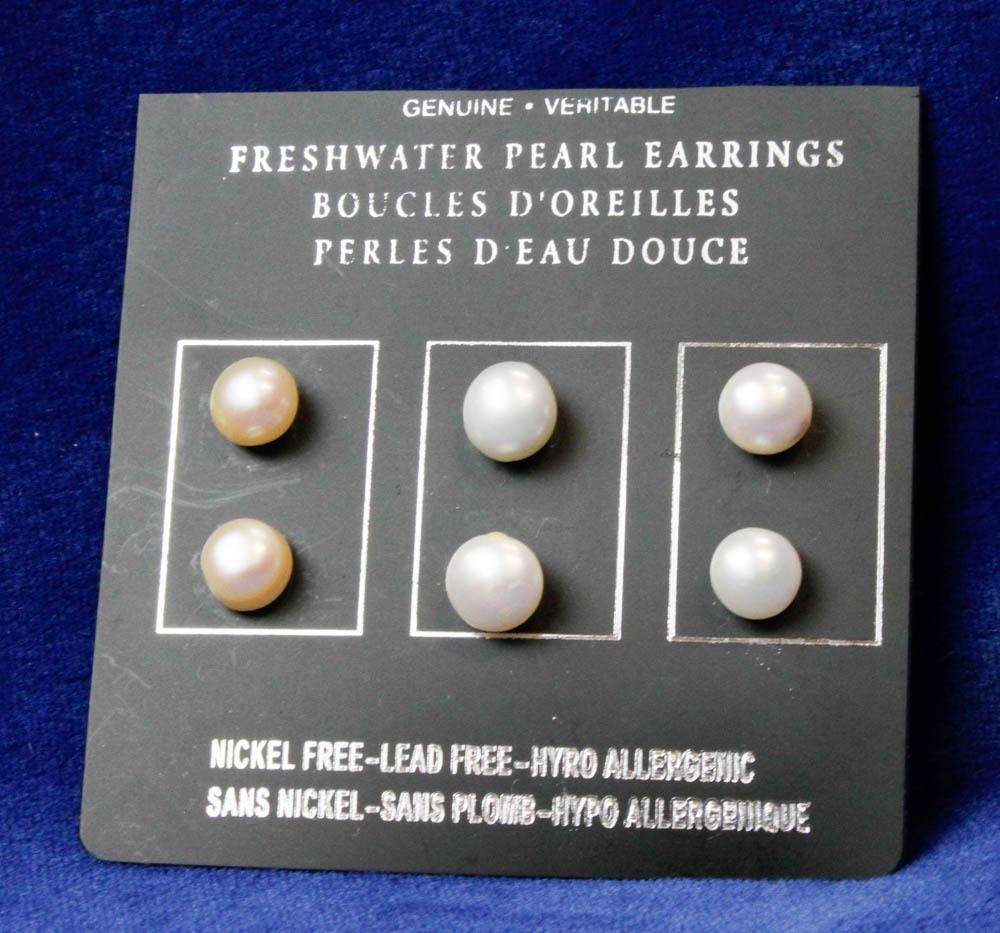 GENUINE • VERITABLE
FRESHWATER PEARL EARRINGS
BOUCLES D'OREILLES
PERLES D'EAU DOUCE
NICKEL FREE-LEAD FREE-HYRO ALLERGENIC
SANS NICKEL-SANS PLOMB-HYPO ALLERGENIQUE